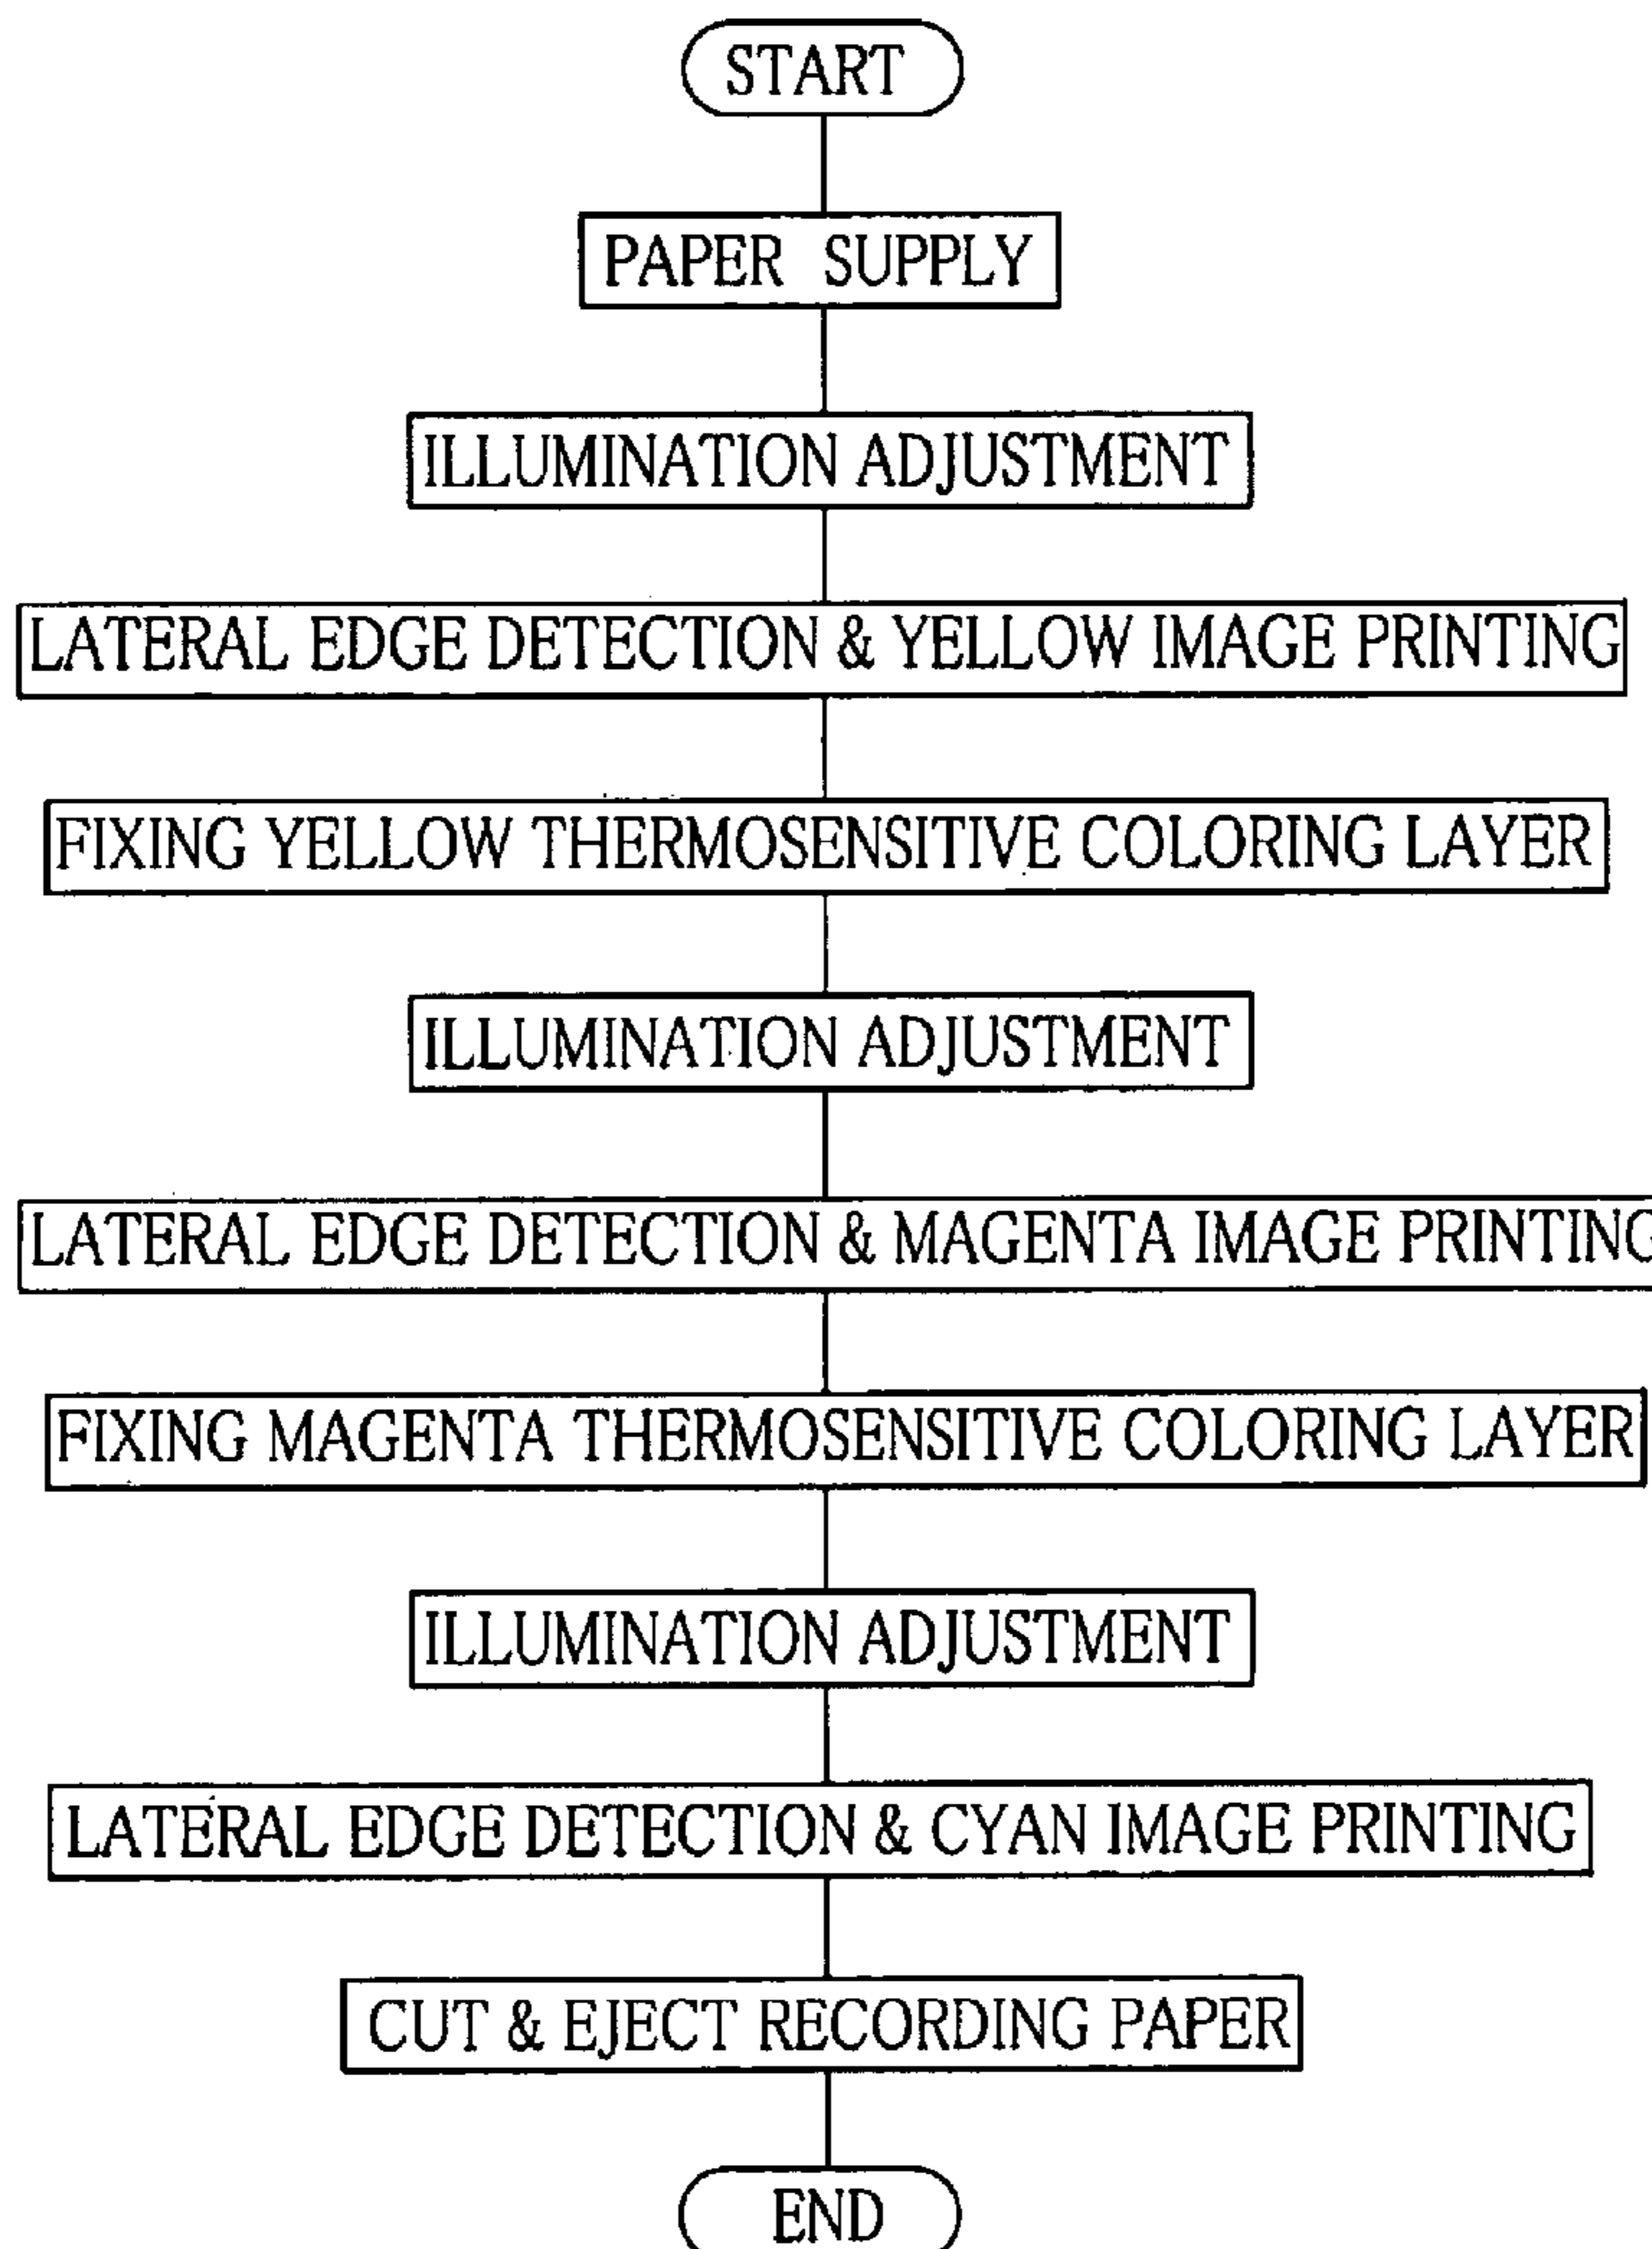 START
PAPER SUPPLY
ILLUMINATION ADJUSTMENT
LATERAL EDGE DETECTION & YELLOW IMAGE PRINTING
FIXING YELLOW THERMOSENSITIVE COLORING LAYER
ILLUMINATION ADJUSTMENT
LATERAL EDGE DETECTION & MAGENTA IMAGE PRINTING
FIXING MAGENTA THERMOSENSITIVE COLORING LAYER
ILLUMINATION ADJUSTMENT
LATERAL EDGE DETECTION & CYAN IMAGE PRINTING
CUT & EJECT RECORDING PAPER
END